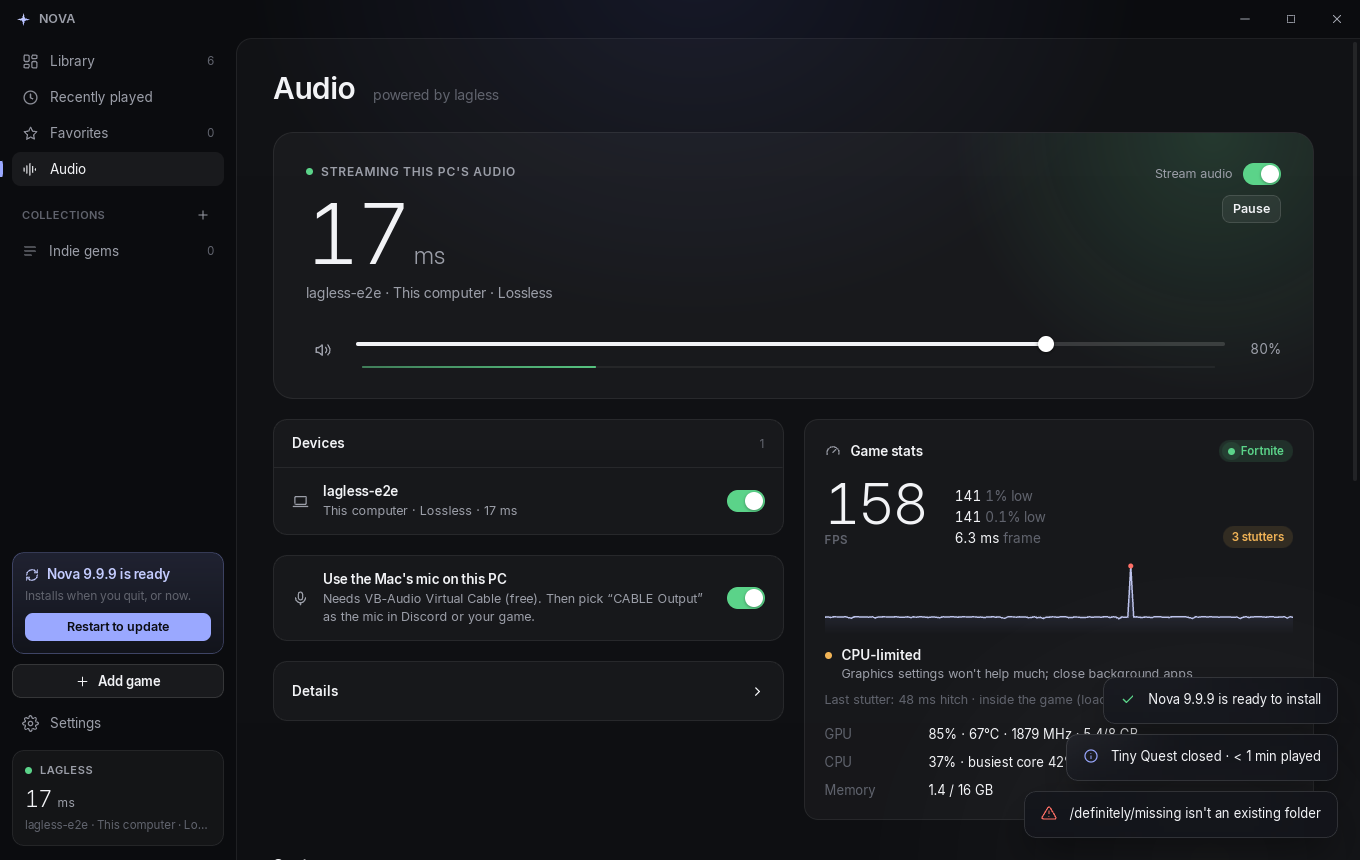 NOVA
Library 6
Recently played
Favorites 0
Audio
COLLECTIONS
Indie gems 0
Nova 9.9.9 is ready
Installs when you quit, or now.
Restart to update
Add game
Settings
LAGLESS
17 ms
lagless-e2e · This computer · Lo...
Audio powered by lagless
STREAMING THIS PC'S AUDIO
Stream audio
Pause
17 ms
lagless-e2e · This computer · Lossless
80%
Devices 1
lagless-e2e
This computer · Lossless · 17 ms
Use the Mac's mic on this PC
Needs VB-Audio Virtual Cable (free). Then pick “CABLE Output”
as the mic in Discord or your game.
Details
Game stats
Fortnite
158
FPS
141 1% low
141 0.1% low
6.3 ms frame
3 stutters
CPU-limited
Graphics settings won't help much; close background apps
Last stutter: 48 ms hitch · inside the game
GPU 85% · 67°C · 1879 MHz · 5.4/8 GB
CPU 37% · busiest core
Memory 1.4 / 16 GB
Nova 9.9.9 is ready to install
Tiny Quest closed · < 1 min played
/definitely/missing isn't an existing folder